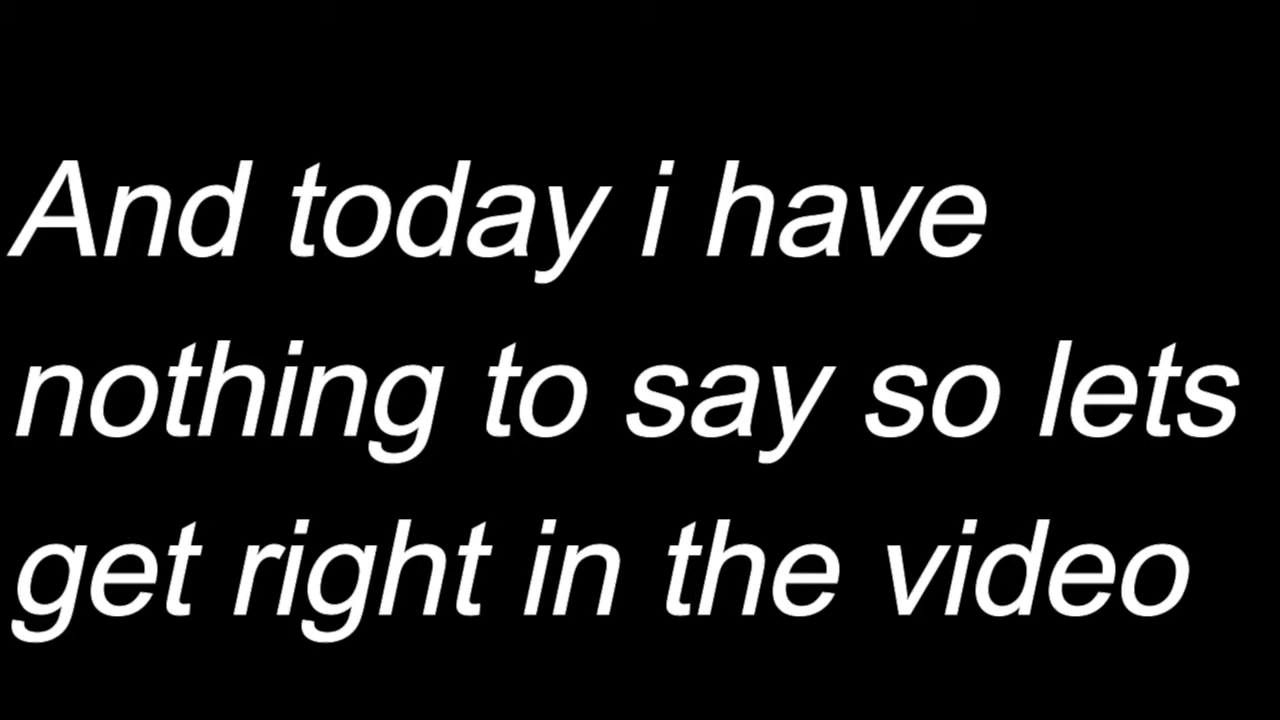 And today i have
nothing to say so lets
get right in the video